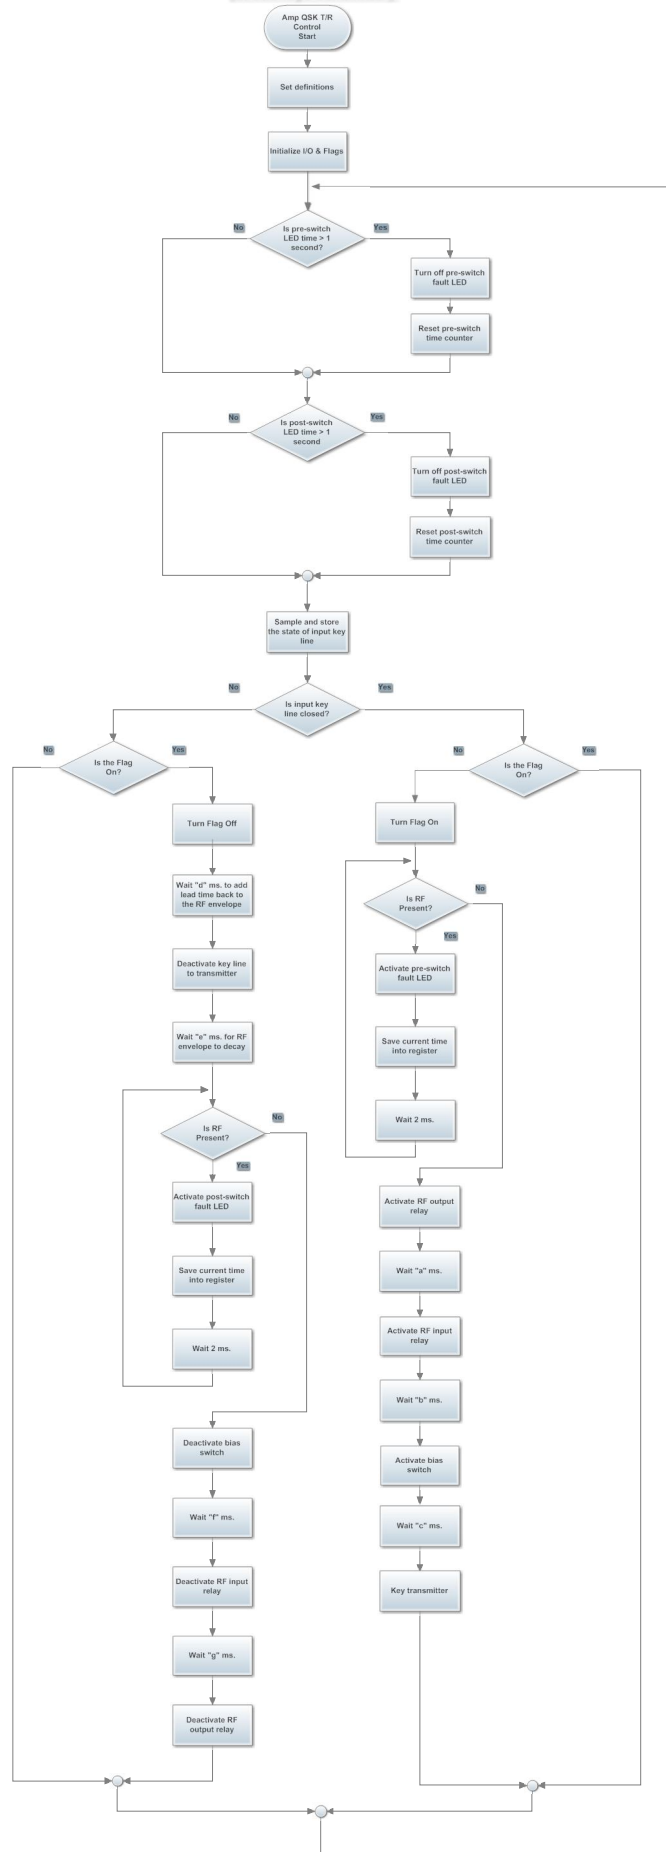 Amp QSK T/R
Control
Start
Set definitions
Initialize I/O & Flags
Is pre-switch
LED time > 1
second?
No
Yes
Turn off pre-switch
fault LED
Reset pre-switch
time counter
Is post-switch
LED time > 1
second
No
Yes
Turn off post-switch
fault LED
Reset post-switch
time counter
Sample and store
the state of input key
line
Is input key
line closed?
No
Yes
Is the Flag
On?
No
Yes
Turn Flag Off
Wait "d" ms. to add
lead time back to
the RF envelope
Deactivate key line
to transmitter
Wait "e" ms. for RF
envelope to decay
Is RF
Present?
No
Yes
Activate post-switch
fault LED
Save current time
into register
Wait 2 ms.
Deactivate bias
switch
Wait "f" ms.
Deactivate RF input
relay
Wait "g" ms.
Deactivate RF
output relay
Is the Flag
On?
No
Yes
Turn Flag On
Is RF
Present?
No
Yes
Activate pre-switch
fault LED
Save current time
into register
Wait 2 ms.
Activate RF output
relay
Wait "a" ms.
Activate RF input
relay
Wait "b" ms.
Activate bias
switch
Wait "c" ms.
Key transmitter